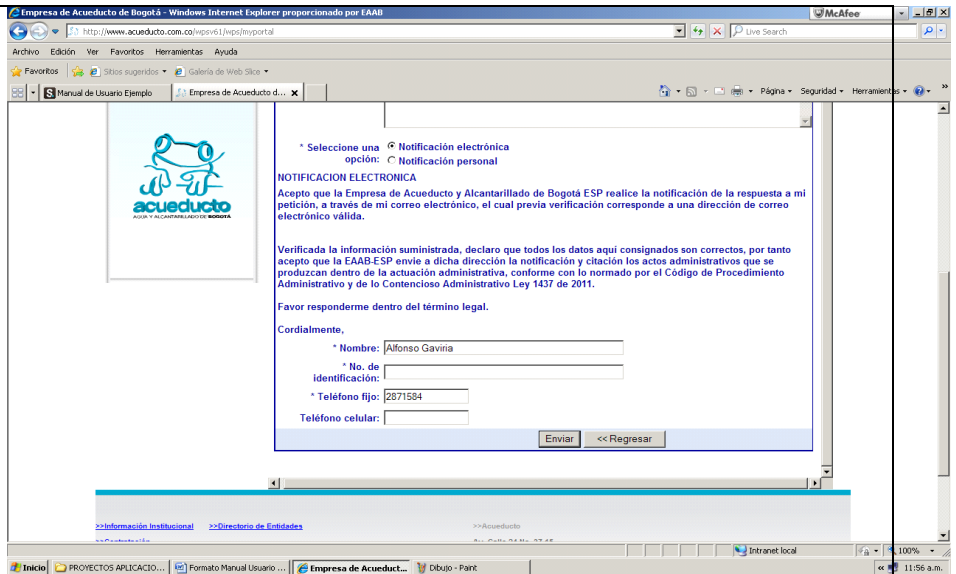 Empresa de Acueducto de Bogotá - Windows Internet Explorer proporcionado por EAAB
McAfee
http://www.acueducto.com.co/wpsv61/wps/myportal
Live Search
Archivo Edición Ver Favoritos Herramientas Ayuda
Favoritos Sitios sugeridos Galería de Web Slice
Manual de Usuario Ejemplo Empresa de Acueducto d... Página Seguridad Herramientas
* Seleccione una opción:
Notificación electrónica
Notificación personal
NOTIFICACION ELECTRONICA
Acepto que la Empresa de Acueducto y Alcantarillado de Bogotá ESP realice la notificación de la respuesta a mi
petición, a través de mi correo electrónico, el cual previa verificación corresponde a una dirección de correo
electrónico válida.
acueducto
AGUA Y ALCANTARILLADO DE BOGOTÁ
Verificada la información suministrada, declaro que todos los datos aquí consignados son correctos, por tanto
acepto que la EAAB-ESP envie a dicha dirección la notificación y citación los actos administrativos que se
produzcan dentro de la actuación administrativa, conforme con lo normado por el Código de Procedimiento
Administrativo y de lo Contencioso Administrativo Ley 1437 de 2011.
Favor responderme dentro del término legal.
Cordialmente,
* Nombre: Alfonso Gaviria
* No. de
identificación:
* Teléfono fijo: 2871584
Teléfono celular:
Enviar << Regresar
>>Información Institucional >>Directorio de Entidades >>Acueducto
Intranet local 100%
Inicio PROYECTOS APLICACIO... Formato Manual Usuario ... Empresa de Acueduct... Dibujo - Paint 11:56 a.m.